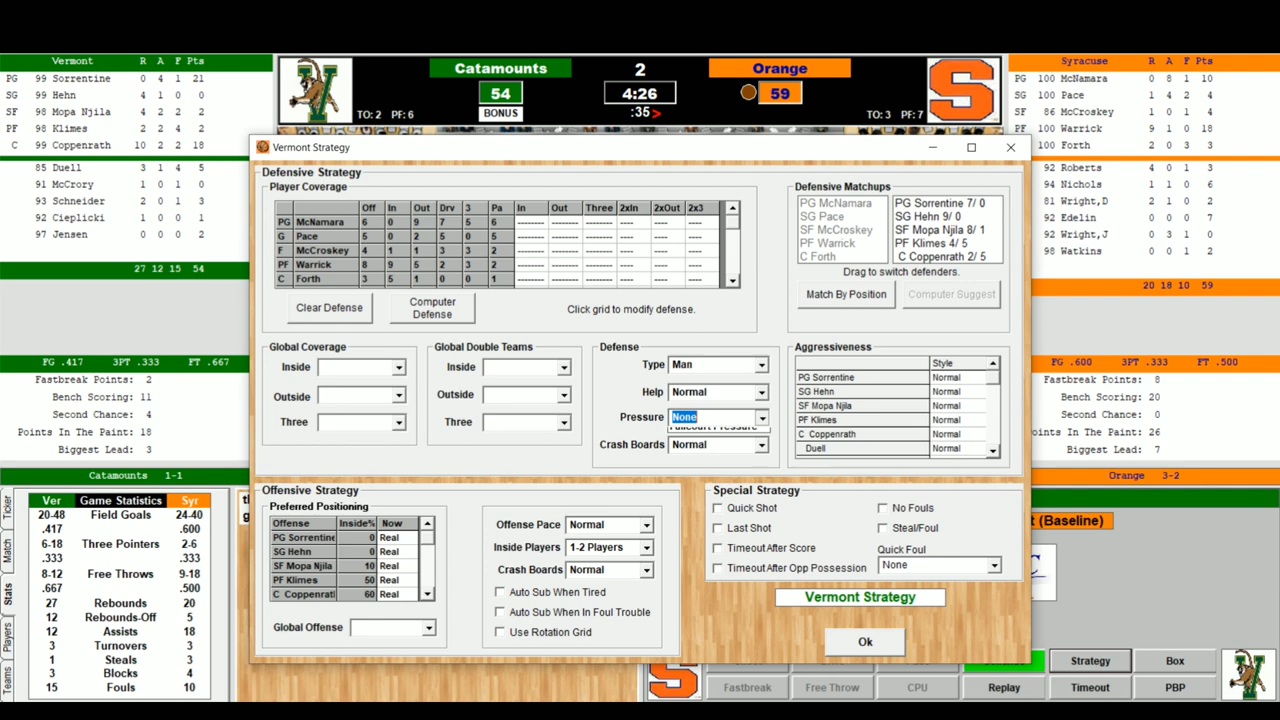 Vermont R A F Pts
PG 99 Sorrentine 0 4 1 21
SG 99 Hehn 4 1 0 0
SF 98 Mopa Njila 4 2 2 2
PF 98 Klimes 2 2 4 2
C 99 Coppenrath 10 2 2 18
85 Duell 3 1 4 5
91 McCrory 1 0 1 0
93 Schneider 2 0 1 3
92 Cieplicki 0 0 0 1
97 Jensen 0 0 0 2
27 12 15 54
FG .417 3PT .333 FT .667
Fastbreak Points: 2
Bench Scoring: 11
Second Chance: 4
Points In The Paint: 18
Biggest Lead: 3
Catamounts 1-1
Ticker
Match
Stats
Players
Teams
Ver Game Statistics Syr
20-48 Field Goals 24-40
.417 .600
6-18 Three Pointers 2-6
.333 .333
8-12 Free Throws 9-18
.667 .500
27 Rebounds 20
12 Rebounds-Off 5
12 Assists 18
3 Turnovers 3
1 Steals 3
3 Blocks 4
15 Fouls 10
Catamounts 2 Orange
54 4:26 59
BONUS :35>
TO: 2 PF: 6 TO: 3 PF: 7
Syracuse R A F Pts
PG 100 McNamara 0 8 1 10
SG 100 Pace 1 4 2 4
SF 86 McCroskey 1 0 1 4
PF 100 Warrick 9 1 0 18
C 100 Forth 2 0 3 3
92 Roberts 4 0 1 3
94 Nichols 1 1 0 6
81 Wright,D 2 1 0 2
92 Edelin 0 0 0 7
92 Wright,J 0 3 1 0
98 Watkins 0 0 1 2
20 18 10 59
FG .600 3PT .333 FT .500
Fastbreak Points: 8
Bench Scoring: 20
Second Chance: 0
oints In The Paint: 26
Biggest Lead: 7
Orange 3-2
t (Baseline)
Vermont Strategy
Defensive Strategy
Player Coverage
Off In Out Drv 3 Pa In Out Three 2xIn 2xOut 2x3
PG McNamara 6 0 9 7 5 6 ------- ------- ------- ---- ---- ----
G Pace 5 0 2 5 0 5 ------- ------- ------- ---- ---- ----
F McCroskey 4 1 1 3 3 2 ------- ------- ------- ---- ---- ----
PF Warrick 8 9 5 2 3 2 ------- ------- ------- ---- ---- ----
C Forth 3 5 1 0 0 1 ------- ------- ------- ---- ---- ----
Clear Defense
Computer Defense
Click grid to modify defense.
Defensive Matchups
PG McNamara PG Sorrentine 7/ 0
SG Pace SG Hehn 9/ 0
SF McCroskey SF Mopa Njila 8/ 1
PF Warrick PF Klimes 4/ 5
C Forth C Coppenrath 2/ 5
Drag to switch defenders.
Match By Position
Computer Suggest
Global Coverage
Inside
Outside
Three
Global Double Teams
Inside
Outside
Three
Defense
Type Man
Help Normal
Pressure None
Crash Boards Normal
Aggressiveness
Style
PG Sorrentine Normal
SG Hehn Normal
SF Mopa Njila Normal
PF Klimes Normal
C Coppenrath Normal
Duell Normal
Offensive Strategy
Preferred Positioning
Offense Inside% Now
PG Sorrentine 0 Real
SG Hehn 0 Real
SF Mopa Njila 10 Real
PF Klimes 50 Real
C Coppenratl 60 Real
Global Offense
Offense Pace Normal
Inside Players 1-2 Players
Crash Boards Normal
Auto Sub When Tired
Auto Sub When In Foul Trouble
Use Rotation Grid
Special Strategy
Quick Shot
Last Shot
Timeout After Score
Timeout After Opp Possession
No Fouls
Steal/Foul
Quick Foul
None
Vermont Strategy
Ok
Strategy Box
Fastbreak Free Throw CPU Replay Timeout PBP